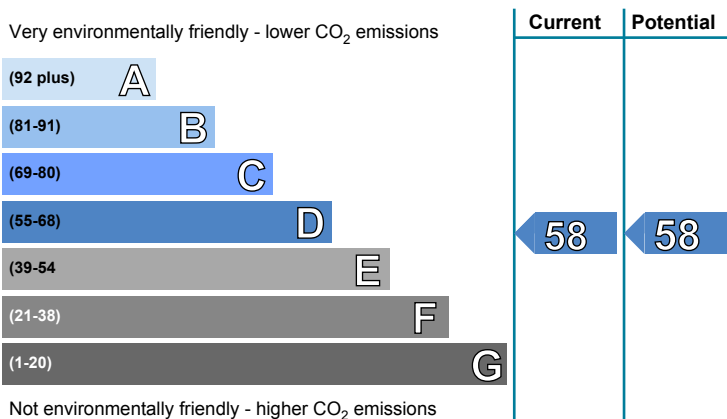 Very environmentally friendly - lower CO₂ emissions
Current Potential
(92 plus) A
(81-91) B
(69-80) C
(55-68) D
58 58
(39-54 E
(21-38) F
(1-20) G
Not environmentally friendly - higher CO₂ emissions